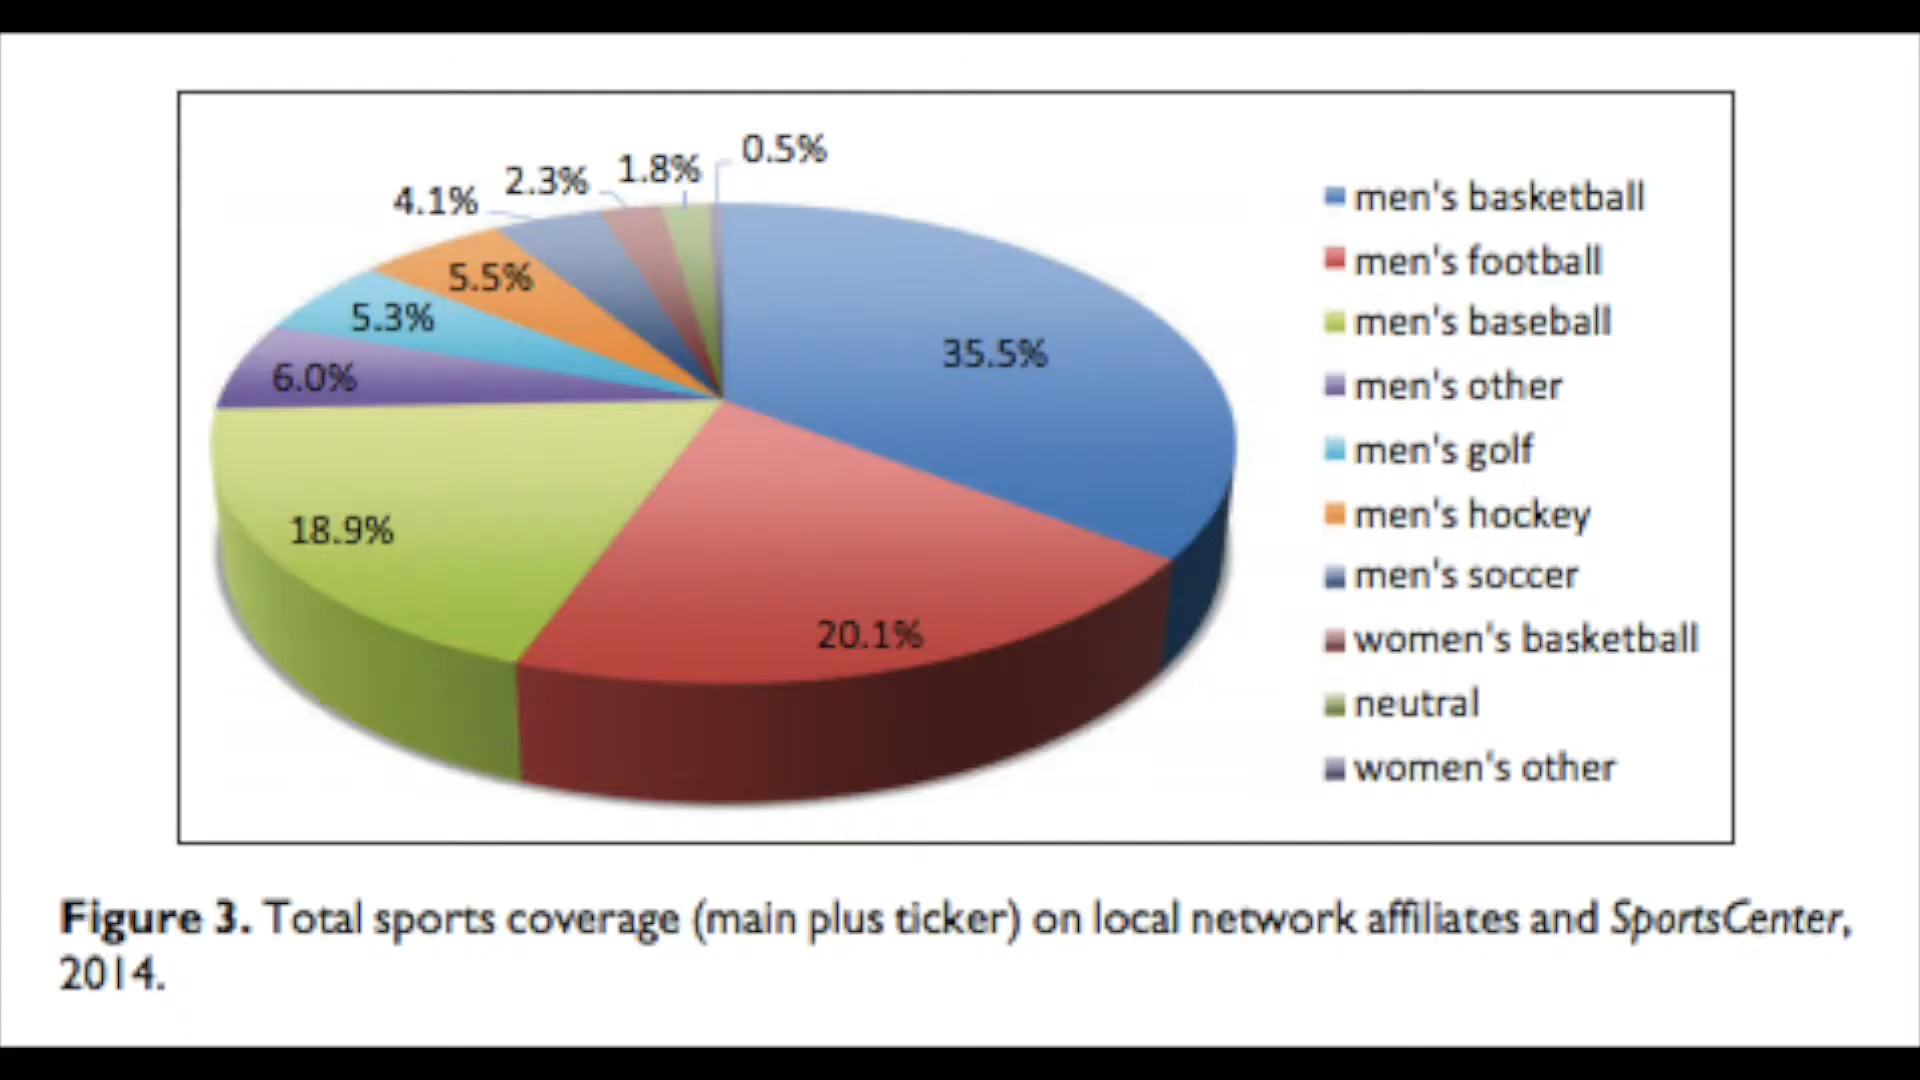 0.5%
1.8%
2.3%
4.1%
5.5%
5.3%
6.0%
18.9%
20.1%
35.5%
men's basketball
men's football
men's baseball
men's other
men's golf
men's hockey
men's soccer
women's basketball
neutral
women's other
Figure 3. Total sports coverage (main plus ticker) on local network affiliates and SportsCenter,
2014.